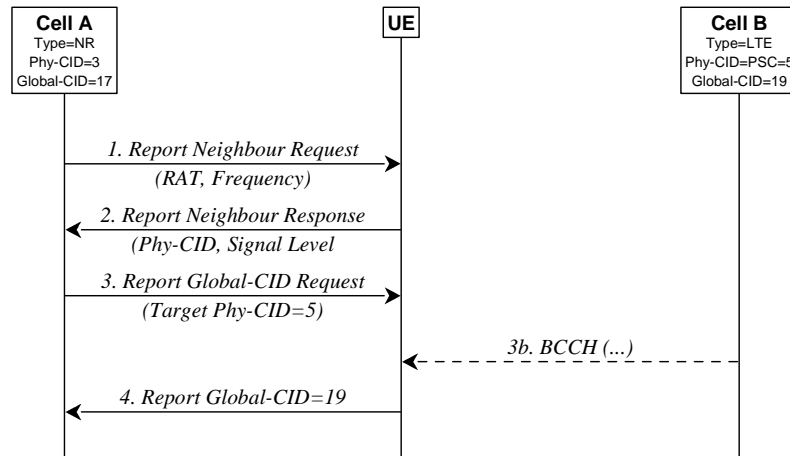 Cell A
Type=NR
Phy-CID=3
Global-CID=17
UE
Cell B
Type=LTE
Phy-CID=PSC=5
Global-CID=19
1. Report Neighbour Request
(RAT, Frequency)
2. Report Neighbour Response
(Phy-CID, Signal Level
3. Report Global-CID Request
(Target Phy-CID=5)
3b. BCCH (...)
4. Report Global-CID=19